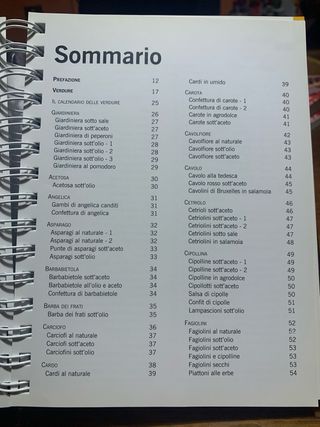 Sommario
PREFAZIONE 12
VERDURE 17
IL CALENDARIO DELLE VERDURE 25
GIARDINIERA 26
Giardiniera sotto sale 27
Giardiniera sott'aceto 27
Giardiniera di peperoni 27
Giardiniera sott'olio - 1 28
Giardiniera sott'olio - 2 28
Giardiniera sott'olio - 3 29
Giardiniera al pomodoro 29
ACETOSA 30
Acetosa sott'olio 30
ANGELICA 31
Gambi di angelica canditi 31
Confettura di angelica 31
ASPARAGO 32
Asparagi al naturale - 1 32
Asparagi al naturale - 2 32
Punte di asparagi sott'aceto 33
Asparagi sott'olio 33
BARBABIETOLA 34
Barbabietole sott'aceto 34
Barbabietole all'olio e aceto 34
Confettura di barbabietole 34
BARBA DEI FRATI 35
Barba dei frati sott'olio 35
CARCIOFO 36
Carciofi al naturale 37
Carciofi sott'aceto 37
Carciofini sott'olio 37
CARDO 38
Cardi al naturale 39
Cardi in umido 39
CAROTA 40
Confettura di carote - 1 40
Confettura di carote - 2 40
Carote in agrodolce 41
Carote sott'aceto 41
CAVOLFIORE 42
Cavolfiore al naturale 43
Cavolfiore sott'olio 43
Cavolfiore sott'aceto 43
CAVOLO 44
Cavolo alla tedesca 44
Cavolo rosso sott'aceto 45
Cavolini di Bruxelles in salamoia 45
CETRIOLO 46
Cetrioli sott'aceto 46
Cetriolini sott'aceto - 1 47
Cetriolini sott'aceto - 2 47
Cetriolini sotto sale 47
Cetriolini in salamoia 48
CIPOLLINA 49
Cipolline sott'aceto - 1 49
Cipolline sott'aceto - 2 49
Cipolline in agrodolce 50
Cipollotti sott'aceto 50
Salsa di cipolle 50
Confit di cipolle 51
Lampascioni sott'olio 51
FAGIOLINI 52
Fagiolini al naturale 52
Fagiolini sott'olio 52
Fagiolini sott'aceto 53
Fagiolini e cipolline 53
Fagiolini secchi 53
Piattoni alle erbe 54